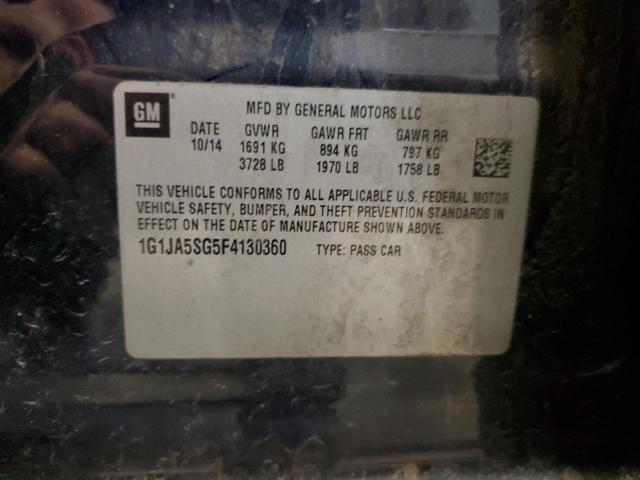 GM MFD BY GENERAL MOTORS LLC
DATE GVWR GAWR FRT GAWR RR
10/14 1691 KG 894 KG 797 KG
3728 LB 1970 LB 1758 LB
THIS VEHICLE CONFORMS TO ALL APPLICABLE U.S. FEDERAL MOTOR
VEHICLE SAFETY, BUMPER, AND THEFT PREVENTION STANDARDS IN
EFFECT ON THE DATE OF MANUFACTURE SHOWN ABOVE.
1G1JA5SG5F4130360 TYPE: PASS CAR